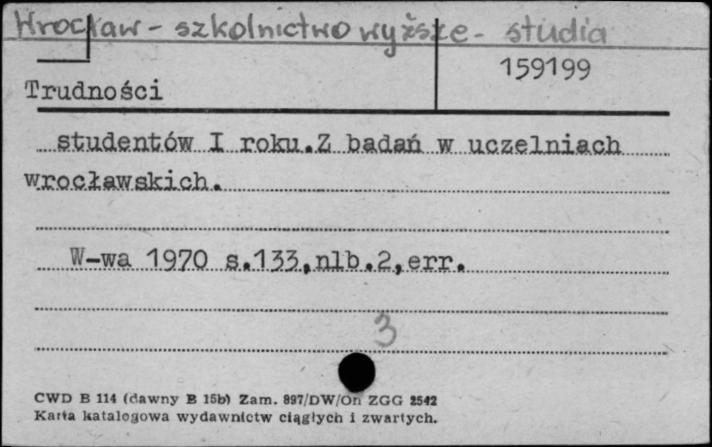 Wrocław - szkolnictwo wyższe - studia
159199
Trudności
studentów I roku.Z badań w uczelniach
wrocławskich.
W-wa 1970 s.133,nlb.2,err.
3
CWD B 114 (dawny B 15b) Zam. 897/DW/On ZGG 2542
Karta katalogowa wydawnictw ciągłych i zwartych.